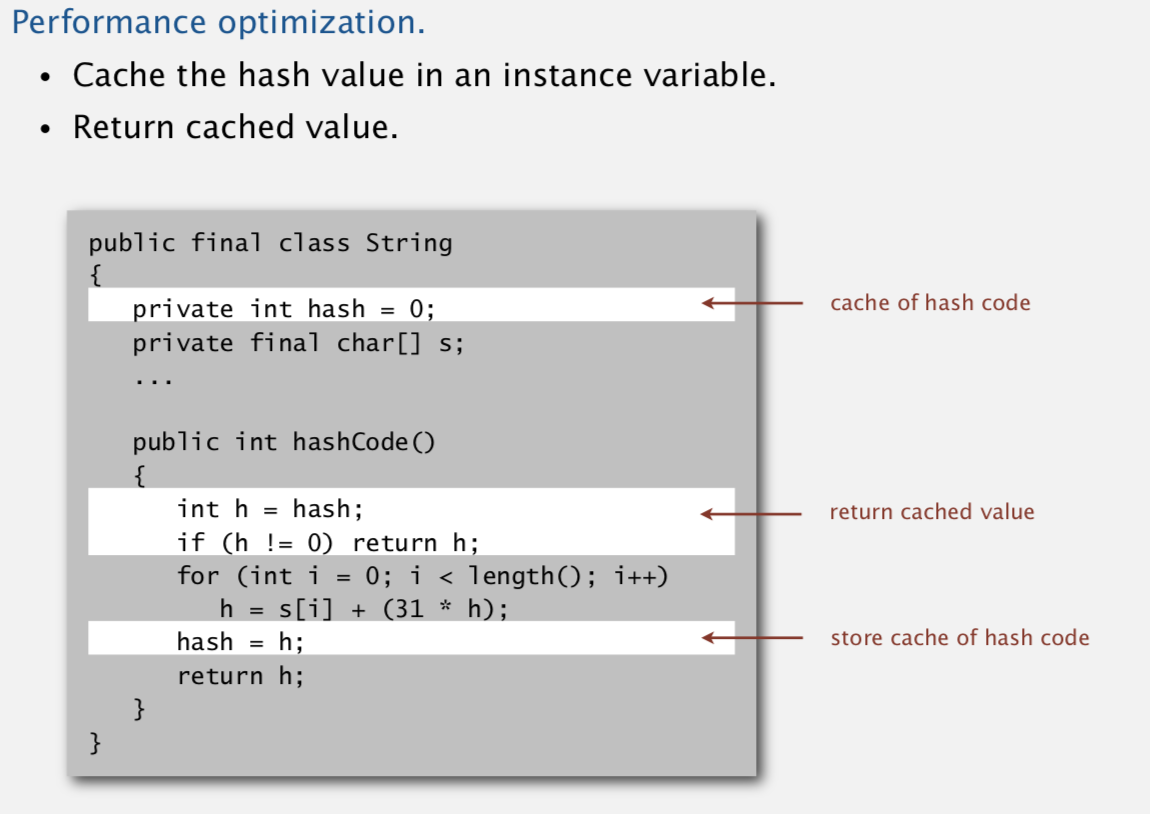 Performance optimization.
• Cache the hash value in an instance variable.
• Return cached value.
public final class String
{
   private int hash = 0;
cache of hash code
   private final char[] s;
   ...
   public int hashCode()
   {
      int h = hash;
return cached value
      if (h != 0) return h;
      for (int i = 0; i < length(); i++)
         h = s[i] + (31 * h);
      hash = h;
store cache of hash code
      return h;
   }
}